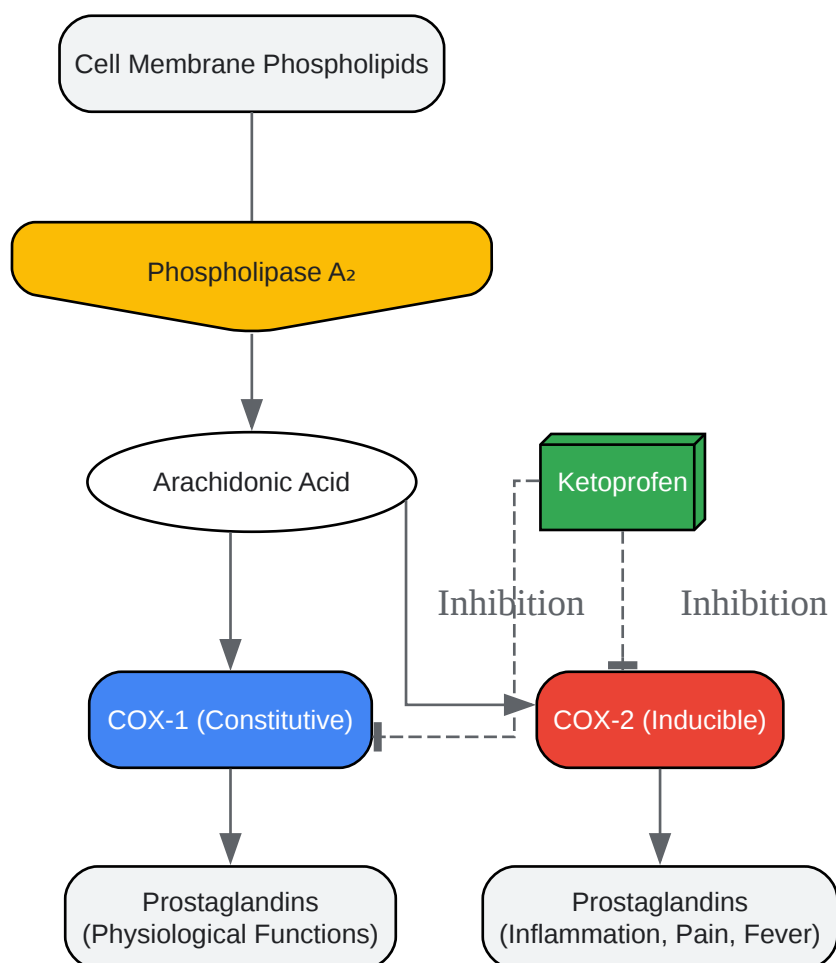 Cell Membrane Phospholipids
Phospholipase A₂
Arachidonic Acid
Ketoprofen
Inhibition
Inhibition
COX-1 (Constitutive)
COX-2 (Inducible)
Prostaglandins
(Physiological Functions)
Prostaglandins
(Inflammation, Pain, Fever)